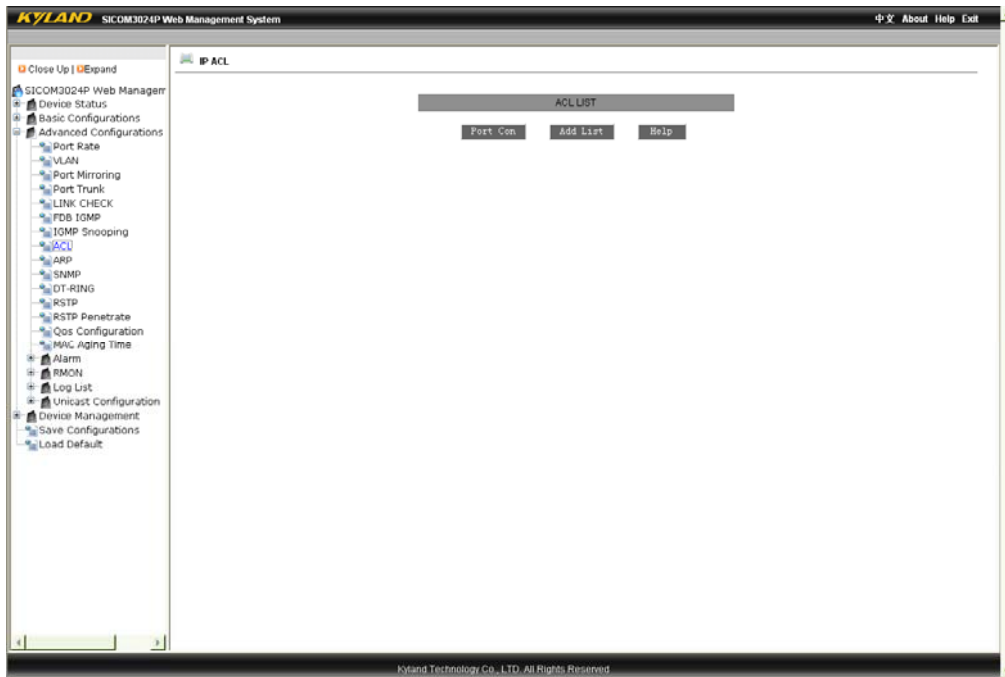 KYLAND SICOM3024P Web Management System
中文 About Help Exit
Close Up | Expand
IP ACL
SICOM3024P Web Managem
Device Status
Basic Configurations
Advanced Configurations
Port Rate
VLAN
Port Mirroring
Port Trunk
LINK CHECK
FDB IGMP
IGMP Snooping
ACL
ARP
SNMP
DT-RING
RSTP
RSTP Penetrate
Qos Configuration
MAC Aging Time
Alarm
RMON
Log List
Unicast Configuration
Device Management
Save Configurations
Load Default
ACL LIST
Port Con Add List Help
Kyland Technology Co., LTD. All Rights Reserved